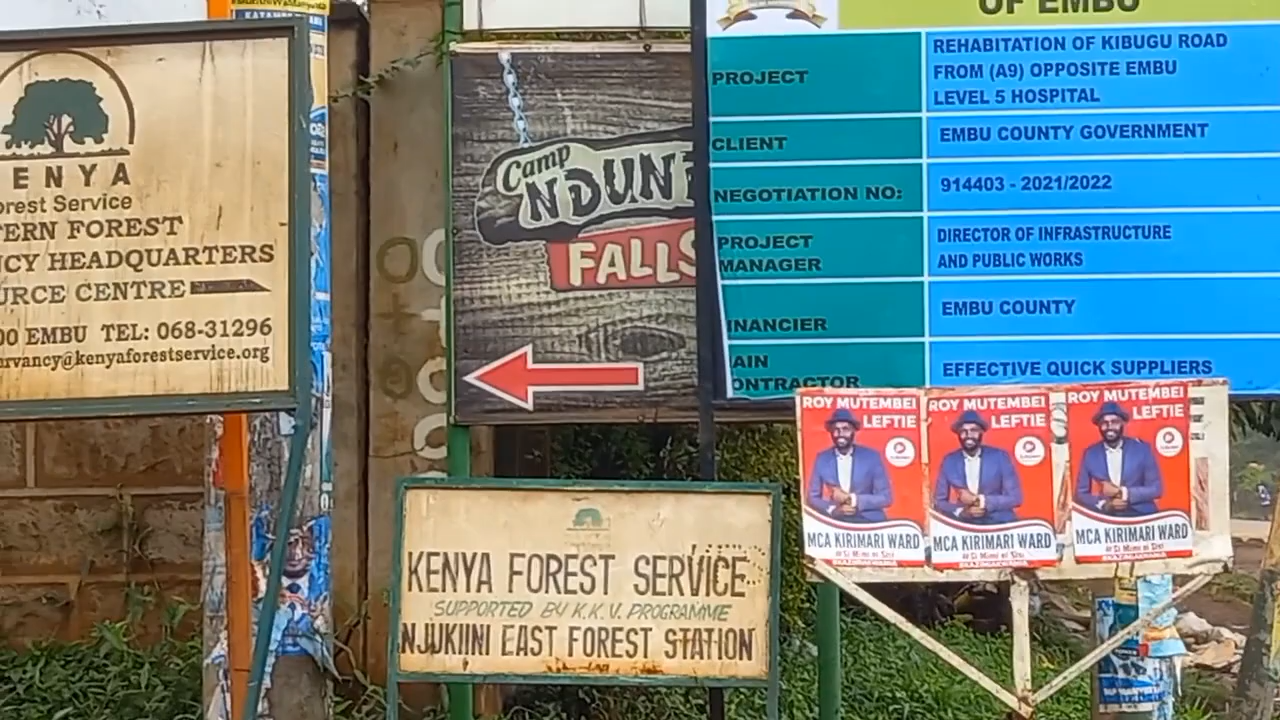 KENYA
Forest Service
TERN FOREST
NCY HEADQUARTERS
URCE CENTRE
00 EMBU TEL: 068-31296
rvancy@kenyaforestservice.org
Camp
NDUN
FALLS
OF EMBU
PROJECT
REHABITATION OF KIBUGU ROAD
FROM (A9) OPPOSITE EMBU
LEVEL 5 HOSPITAL
CLIENT
EMBU COUNTY GOVERNMENT
NEGOTIATION NO:
914403 - 2021/2022
PROJECT
MANAGER
DIRECTOR OF INFRASTRUCTURE
AND PUBLIC WORKS
INANCIER
EMBU COUNTY
AIN
ONTRACTOR
EFFECTIVE QUICK SUPPLIERS
KENYA FOREST SERVICE
SUPPORTED BY K.K.V. PROGRAMME
NJUKIINI EAST FOREST STATION
ROY MUTEMBEI
LEFTIE
MCA KIRIMARI WARD
ROY MUTEMBEI
LEFTIE
MCA KIRIMARI WARD
ROY MUTEMBEI
LEFTIE
MCA KIRIMARI WARD